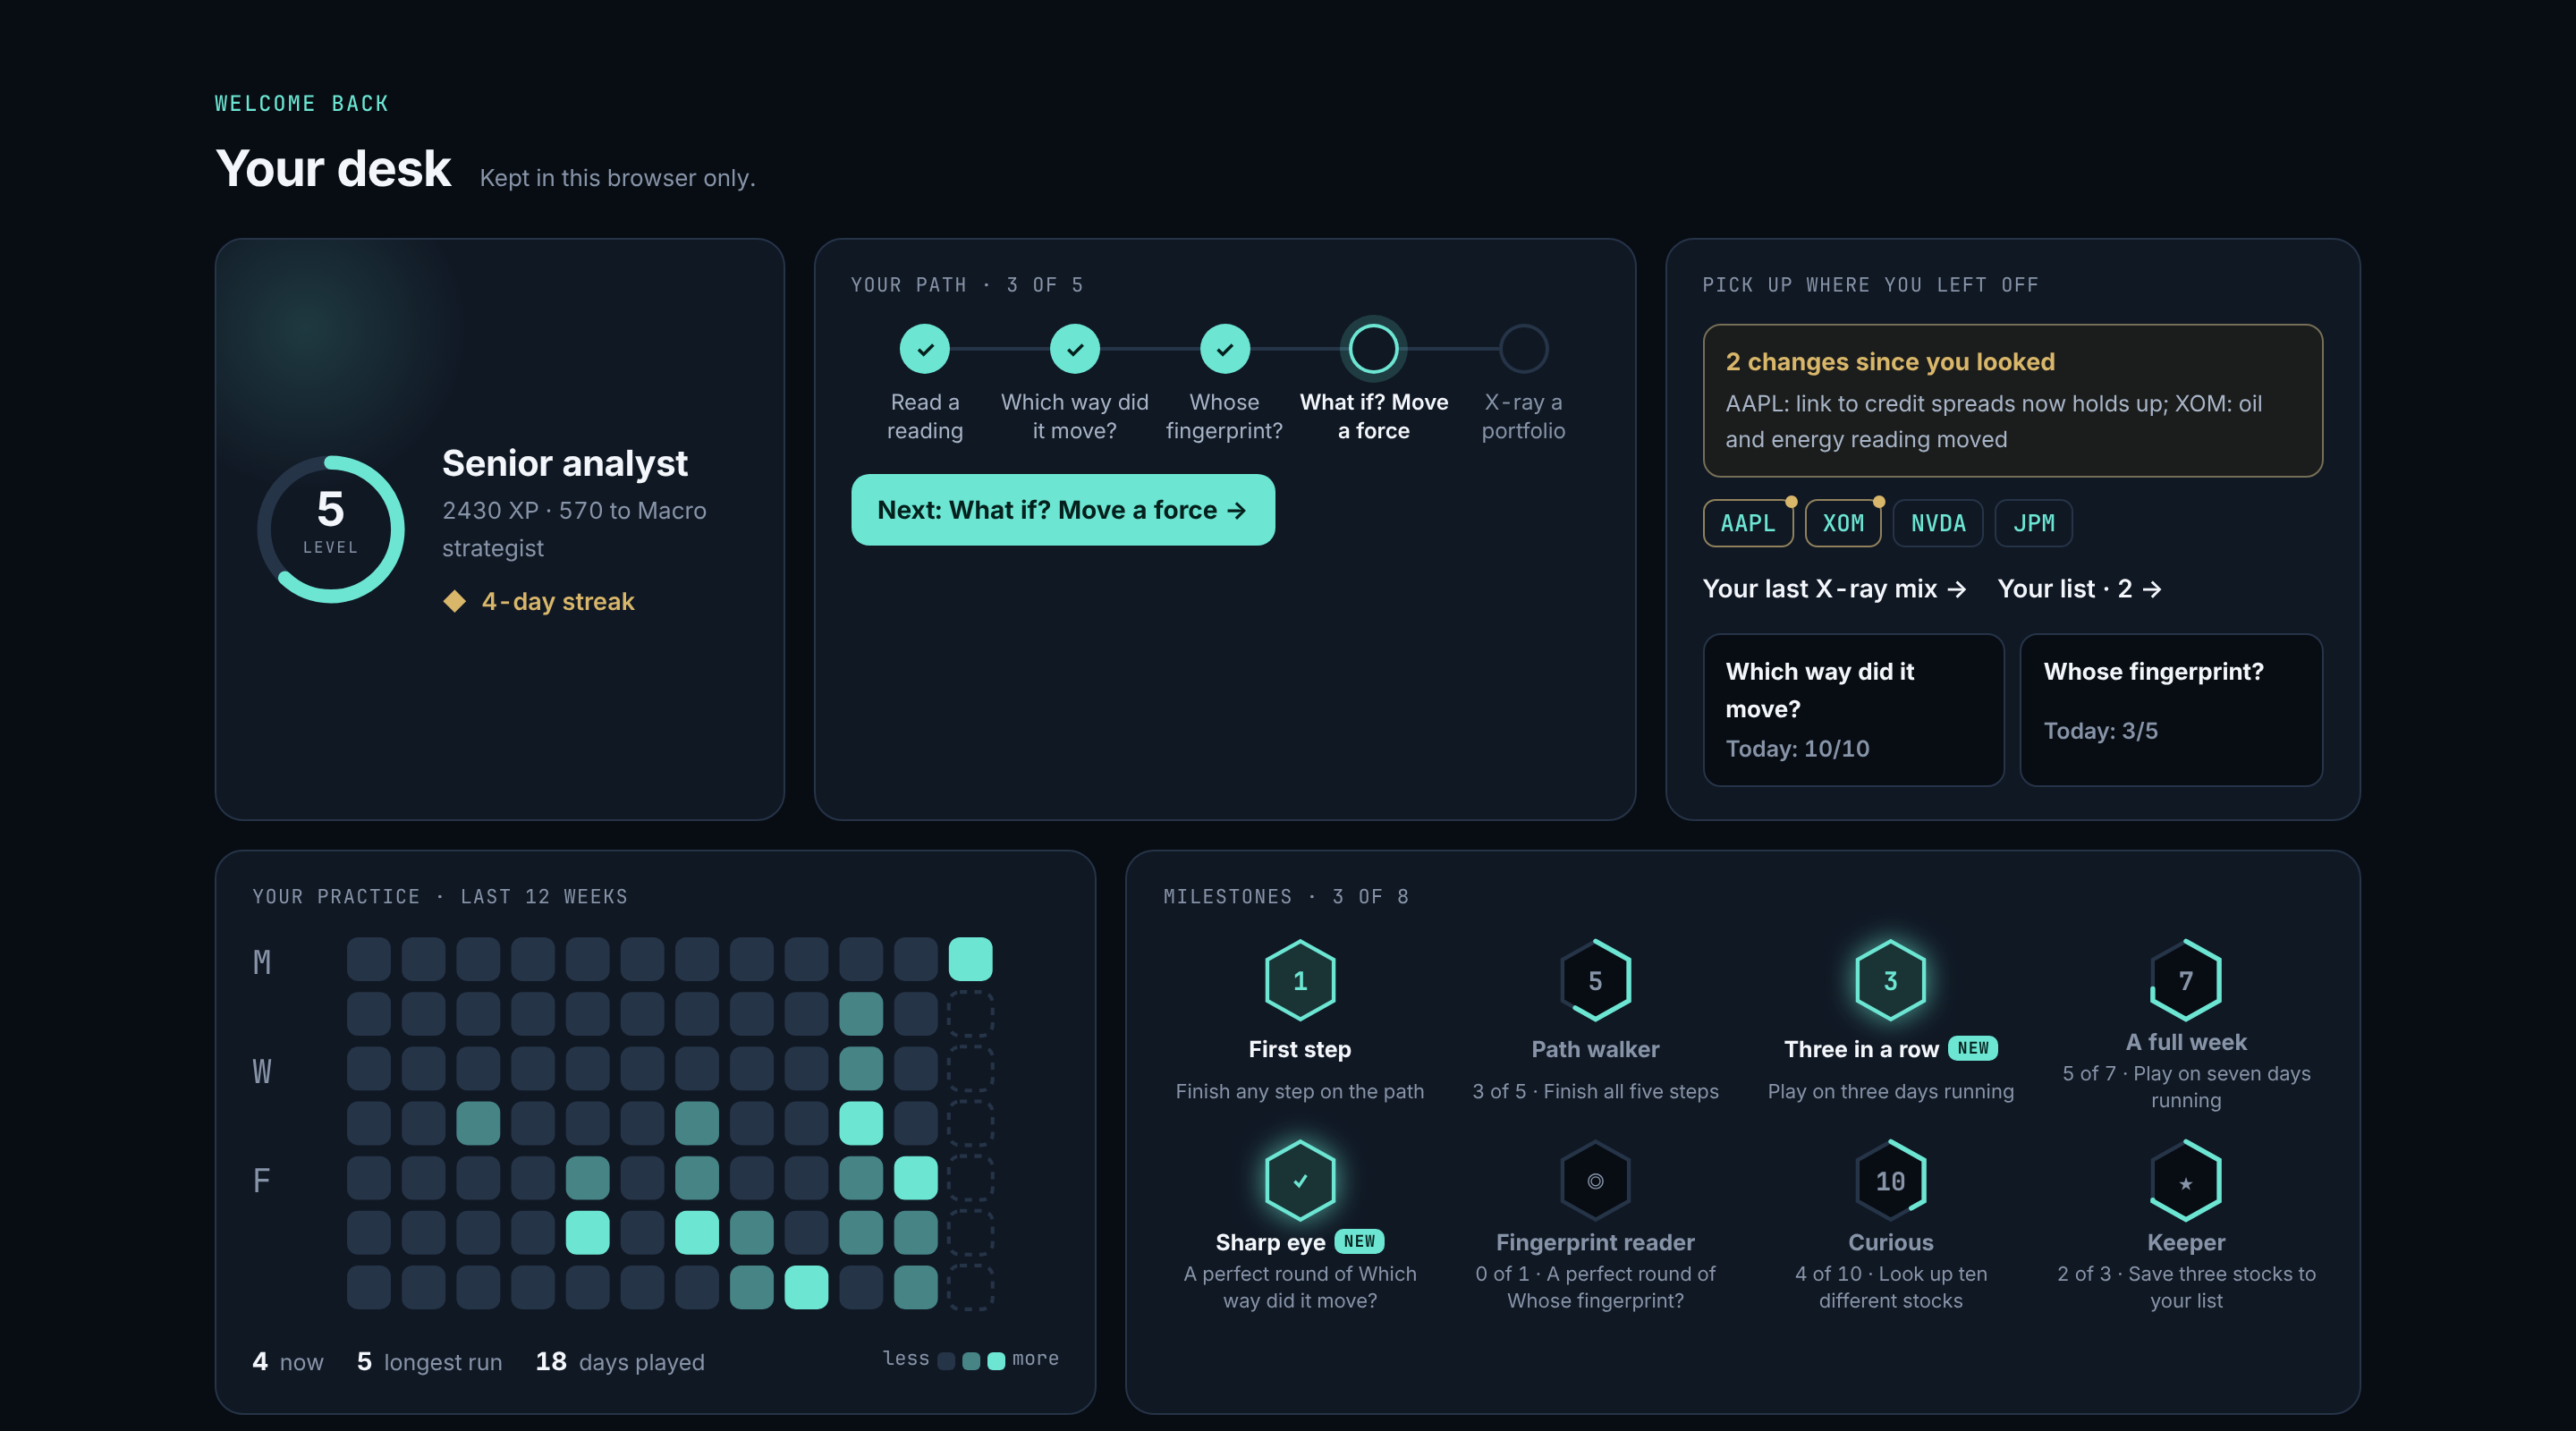 WELCOME BACK
Your desk
Kept in this browser only.
5
LEVEL
Senior analyst
2430 XP · 570 to Macro
strategist
4-day streak
YOUR PATH · 3 OF 5
Read a
reading
Which way did
it move?
Whose
fingerprint?
What if? Move
a force
X-ray a
portfolio
Next: What if? Move a force →
PICK UP WHERE YOU LEFT OFF
2 changes since you looked
AAPL: link to credit spreads now holds up; XOM: oil
and energy reading moved
AAPL
XOM
NVDA
JPM
Your last X-ray mix →
Your list · 2 →
Which way did it
move?
Today: 10/10
Whose fingerprint?
Today: 3/5
YOUR PRACTICE · LAST 12 WEEKS
M
W
F
4 now
5 longest run
18 days played
less
more
MILESTONES · 3 OF 8
1
First step
Finish any step on the path
5
Path walker
3 of 5 · Finish all five steps
3
Three in a row NEW
Play on three days running
7
A full week
5 of 7 · Play on seven days
running
Sharp eye NEW
A perfect round of Which
way did it move?
Fingerprint reader
0 of 1 · A perfect round of
Whose fingerprint?
10
Curious
4 of 10 · Look up ten
different stocks
Keeper
2 of 3 · Save three stocks to
your list